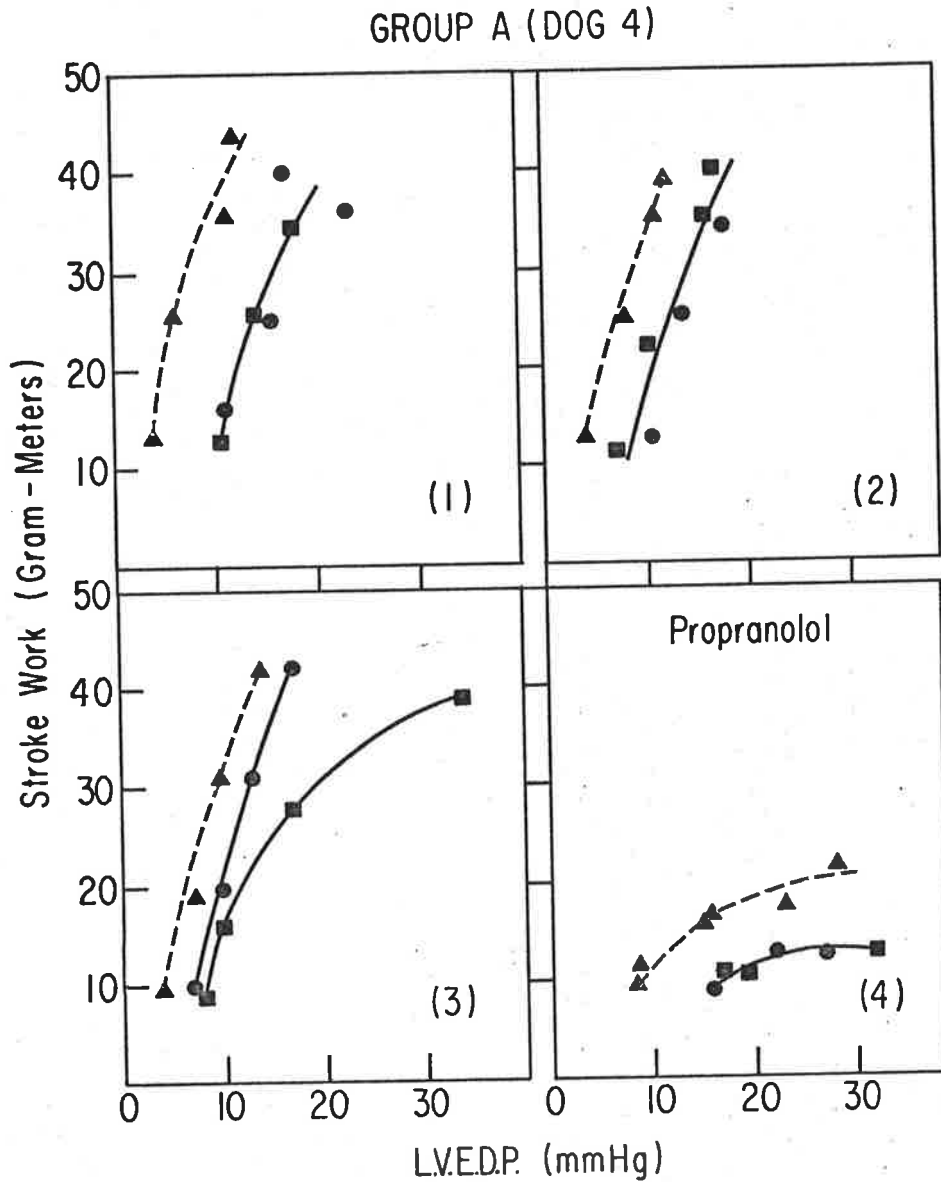 GROUP A (DOG 4)
Stroke Work (Gram-Meters)
50
40
30
20
10
(1)
(2)
50
40
30
20
10
(3)
Propranolol
(4)
0 10 20 30
0 10 20 30
L.V.E.D.P. (mmHg)